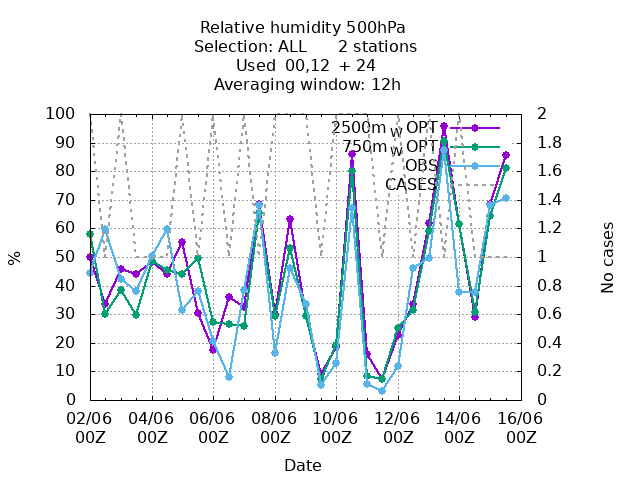 Relative humidity 500hPa
Selection: ALL 2 stations
Used 00,12 + 24
Averaging window: 12h
100 2
2500m W OPT
90 1.8
750m W OPT
80 OBS 1.6
CASES
70 1.4
60 1.2
50 1
%
No cases
40 0.8
30 0.6
20 0.4
10 0.2
0 0
02/06 04/06 06/06 08/06 10/06 12/06 14/06 16/06
00Z 00Z 00Z 00Z 00Z 00Z 00Z 00Z
Date